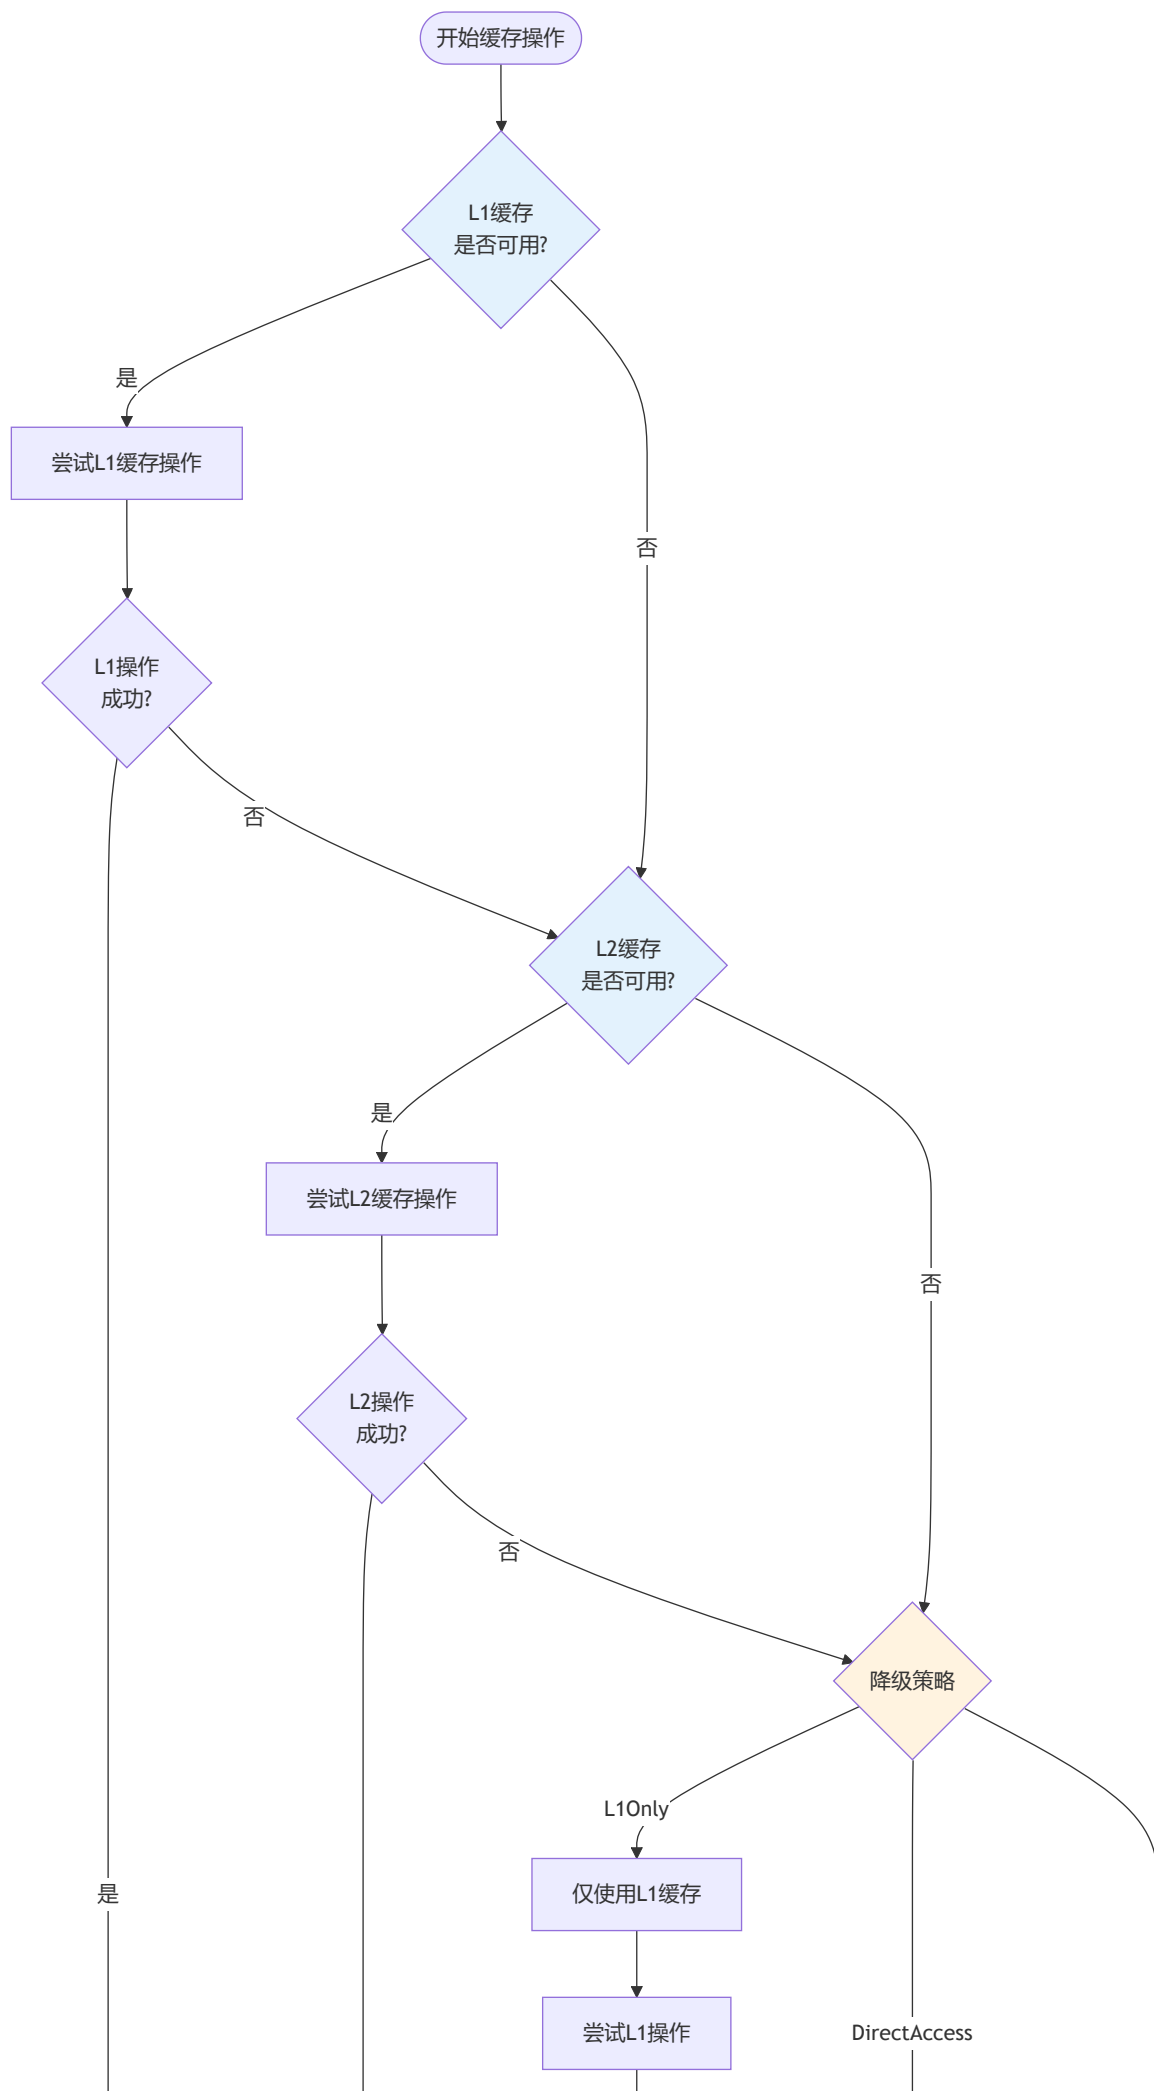 开始缓存操作
L1缓存
是否可用?
是
尝试L1缓存操作
否
L1操作
成功?
否
L2缓存
是否可用?
是
尝试L2缓存操作
否
L2操作
成功?
否
降级策略
L1Only
仅使用L1缓存
是
尝试L1操作
DirectAccess